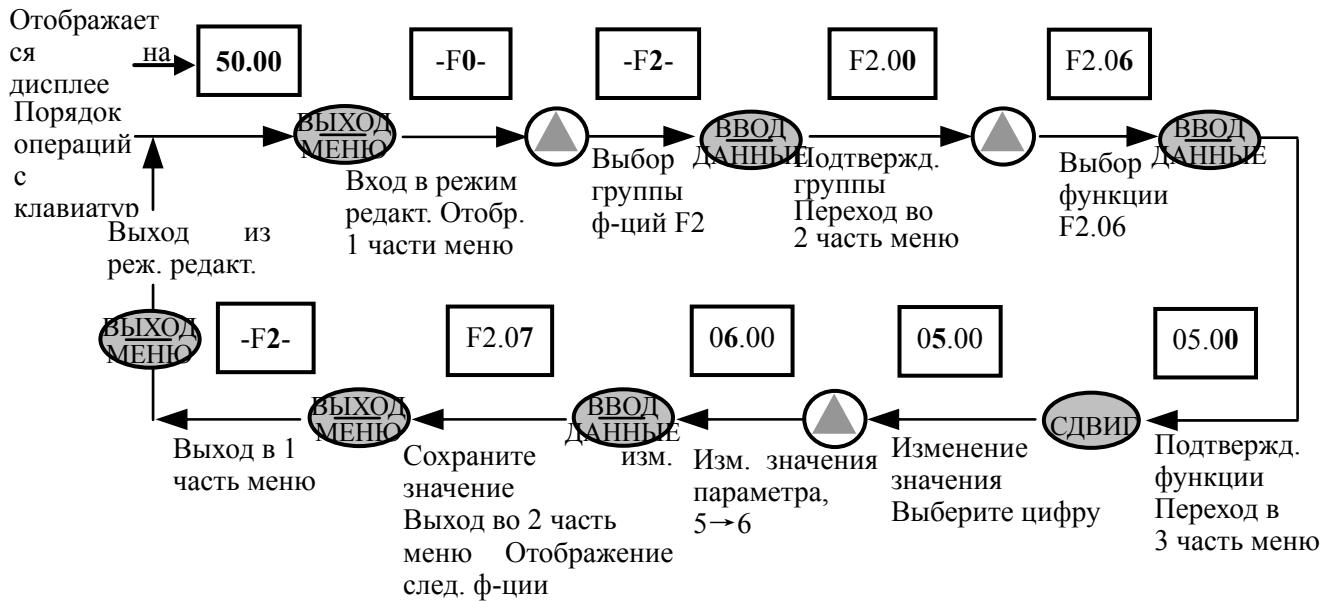 Отображает
ся на
дисплее
50.00
-F0-
-F2-
F2.00
F2.06
Порядок
операций
с
клавиатур
ВЫХОД
МЕНЮ
Вход в режим
редакт. Отобр.
1 части меню
Выбор
группы
ф-ций F2
ВВОД
ДАННЫЕ
Подтвержд.
группы
Переход во
2 часть меню
Выбор
функции
F2.06
ВВОД
ДАННЫЕ
Выход из
реж. редакт.
ВЫХОД
МЕНЮ
-F2-
F2.07
06.00
05.00
05.00
Выход в 1
часть меню
ВЫХОД
МЕНЮ
Сохраните изм.
значение
Выход во 2 часть
меню Отображение
след. ф-ции
ВВОД
ДАННЫЕ
Изм. значения
параметра,
5→6
Изменение
значения
Выберите цифру
СДВИГ
Подтвержд.
функции
Переход в
3 часть меню